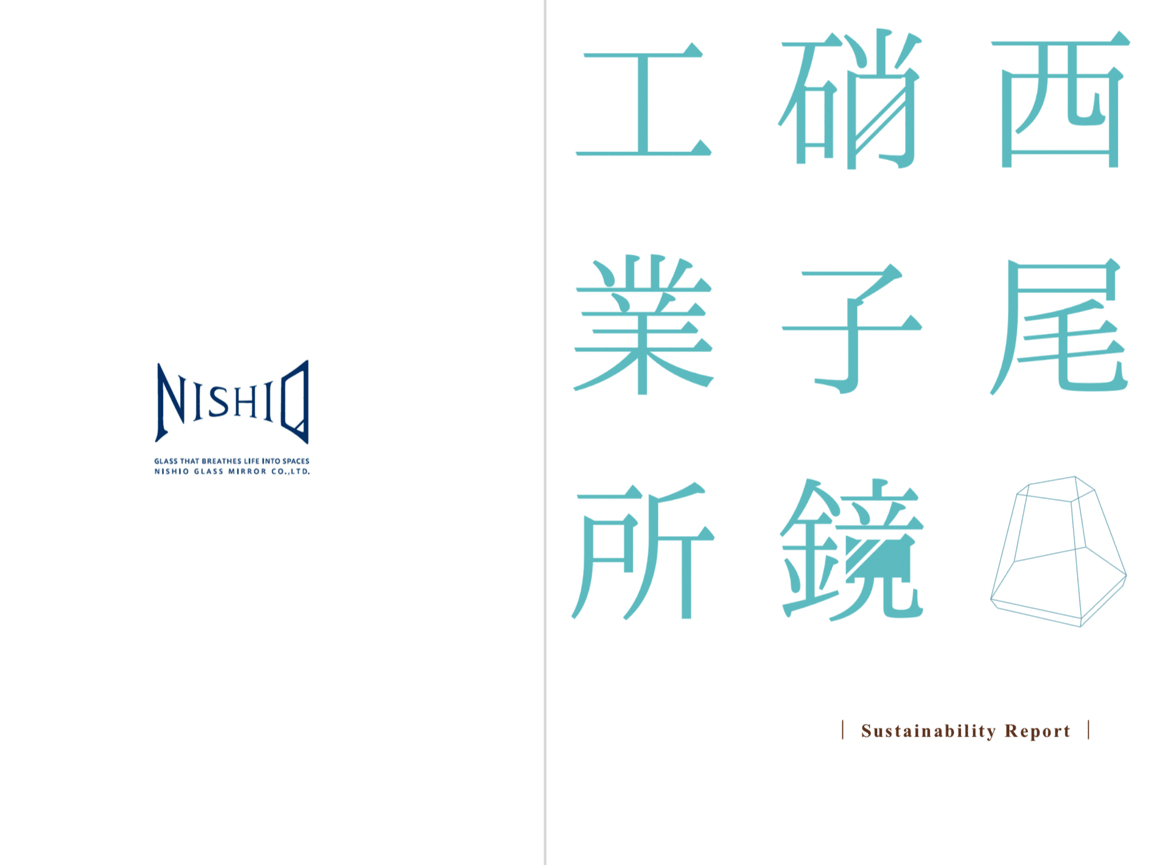 西尾
硝子鏡
工業所
Sustainability Report
NISHIO
GLASS THAT BREATHES LIFE INTO SPACES
NISHIO GLASS MIRROR CO.,LTD.